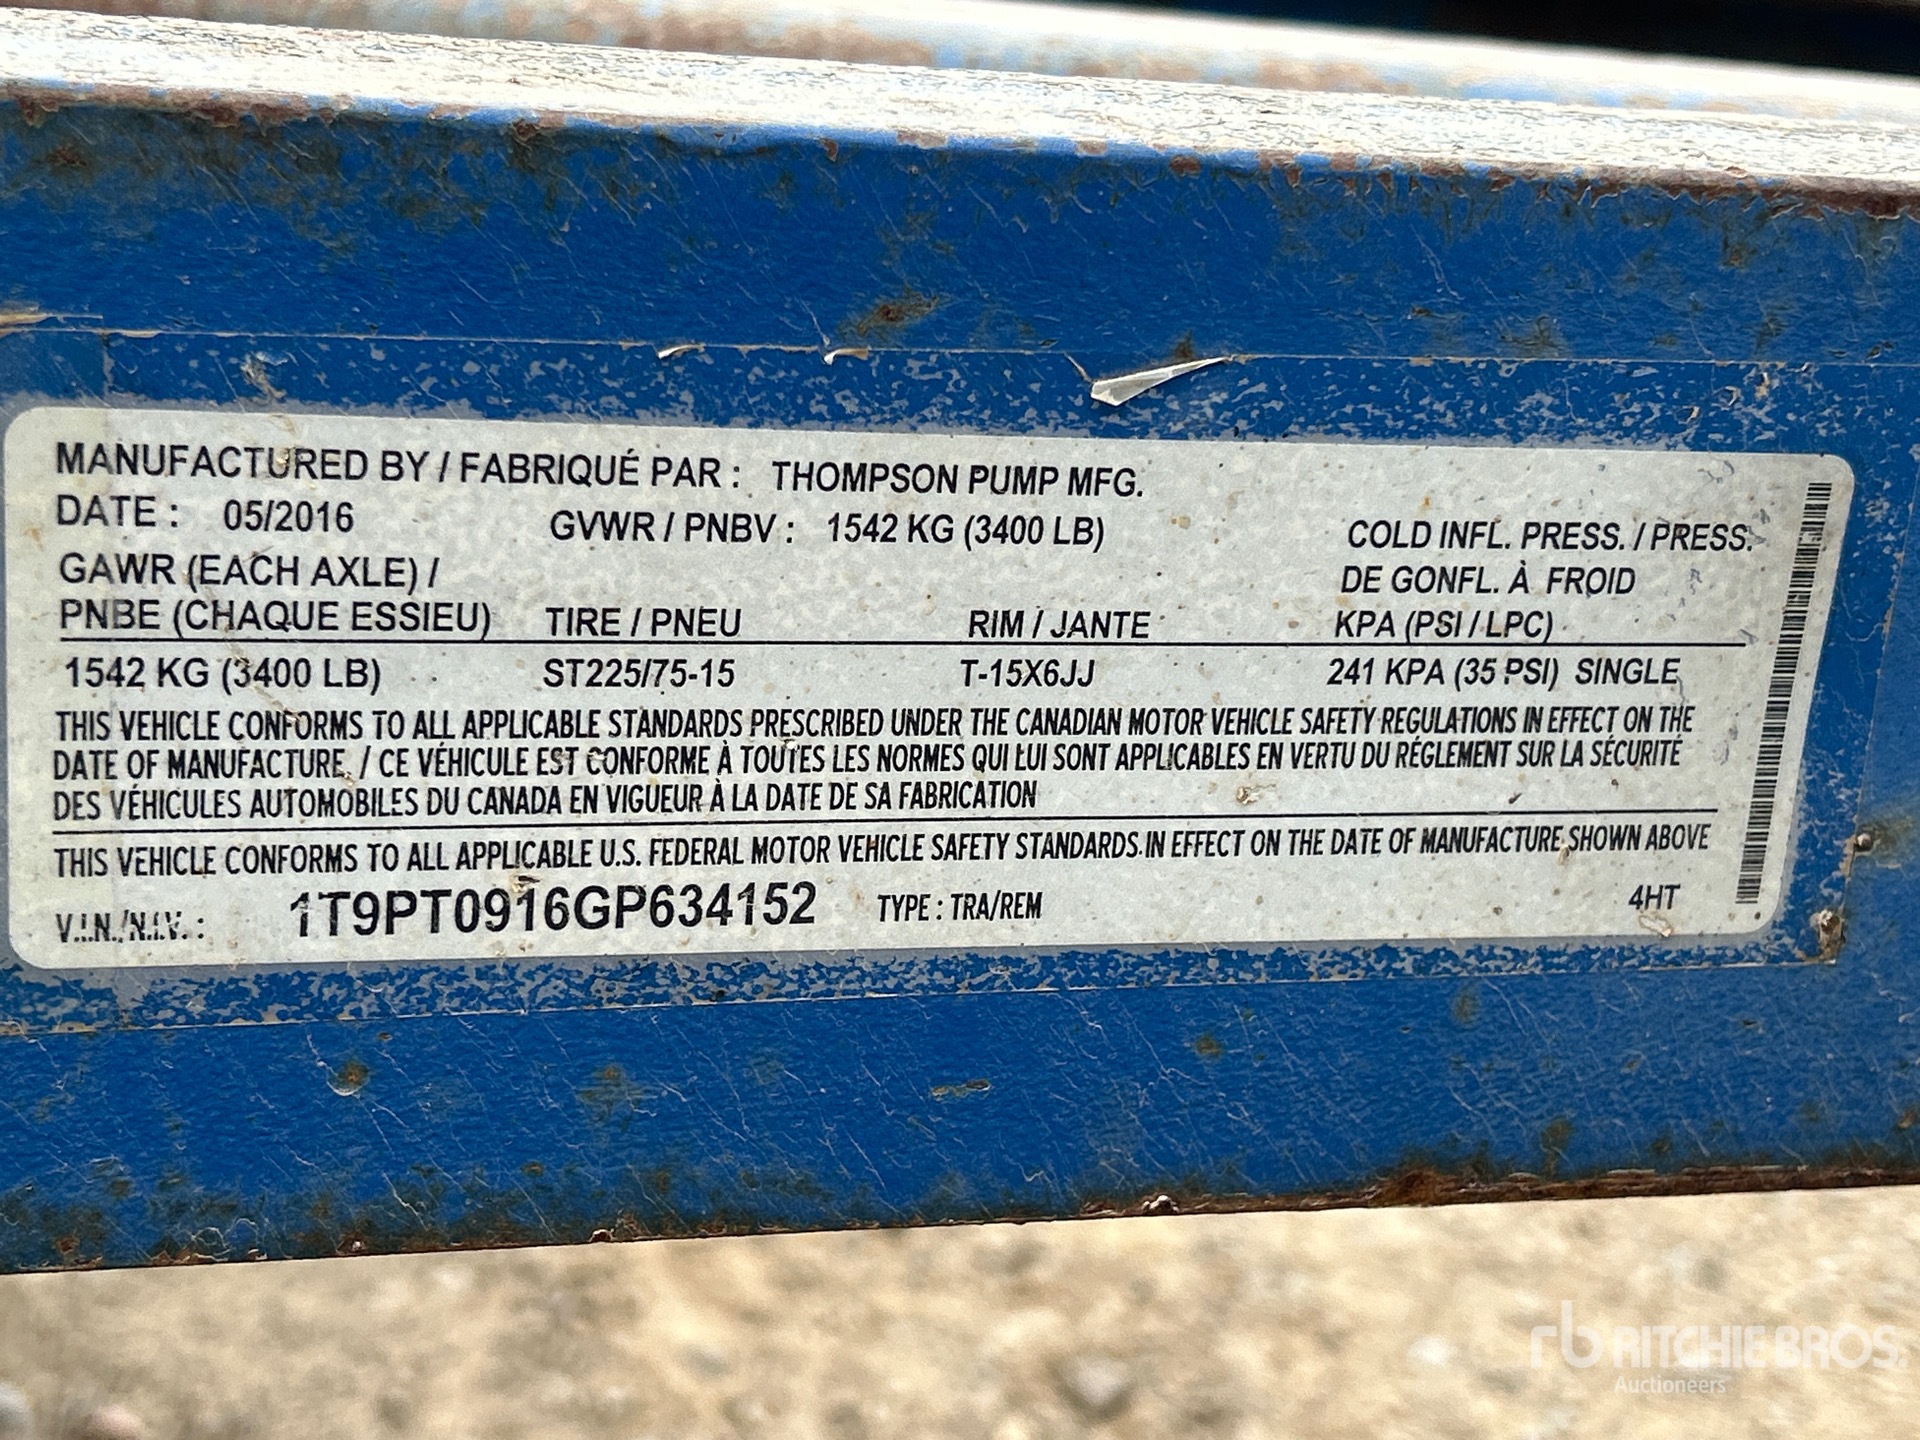 MANUFACTURED BY / FABRIQUÉ PAR : THOMPSON PUMP MFG.
DATE : 05/2016 GVWR / PNBV : 1542 KG (3400 LB) COLD INFL. PRESS. / PRESS.
GAWR (EACH AXLE) / DE GONFL. À FROID
PNBE (CHAQUE ESSIEU) TIRE / PNEU RIM / JANTE KPA (PSI / LPC)
1542 KG (3400 LB) ST225/75-15 T-15X6JJ 241 KPA (35 PSI) SINGLE
THIS VEHICLE CONFORMS TO ALL APPLICABLE STANDARDS PRESCRIBED UNDER THE CANADIAN MOTOR VEHICLE SAFETY REGULATIONS IN EFFECT ON THE
DATE OF MANUFACTURE. / CE VÉHICULE EST CONFORME À TOUTES LES NORMES QUI LUI SONT APPLICABLES EN VERTU DU RÉGLEMENT SUR LA SÉCURITÉ
DES VÉHICULES AUTOMOBILES DU CANADA EN VIGUEUR À LA DATE DE SA FABRICATION
THIS VEHICLE CONFORMS TO ALL APPLICABLE U.S. FEDERAL MOTOR VEHICLE SAFETY STANDARDS IN EFFECT ON THE DATE OF MANUFACTURE SHOWN ABOVE
V.I.N./N.I.V. : 1T9PT0916GP634152 TYPE : TRA/REM 4HT
rb RITCHIE BROS.
Auctioneers